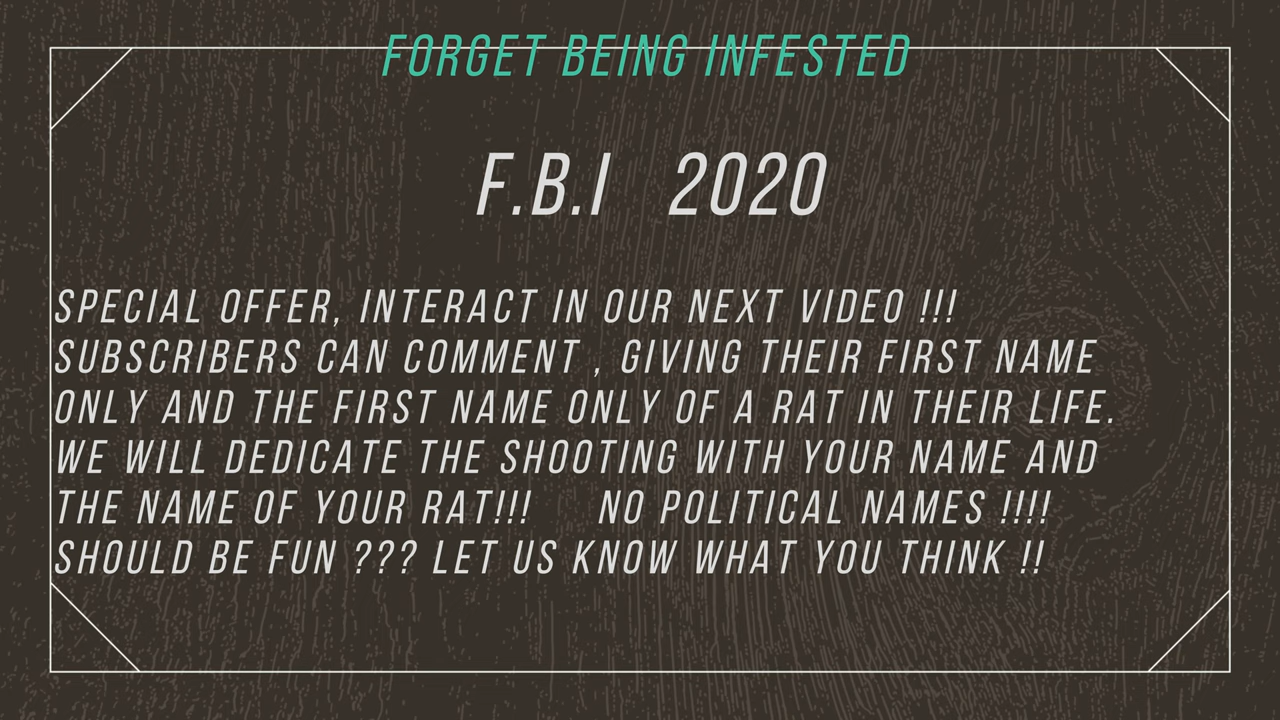 FORGET BEING INFESTED
F.B.I 2020
SPECIAL OFFER, INTERACT IN OUR NEXT VIDEO !!!
SUBSCRIBERS CAN COMMENT , GIVING THEIR FIRST NAME
ONLY AND THE FIRST NAME ONLY OF A RAT IN THEIR LIFE.
WE WILL DEDICATE THE SHOOTING WITH YOUR NAME AND
THE NAME OF YOUR RAT!!! NO POLITICAL NAMES !!!!
SHOULD BE FUN ??? LET US KNOW WHAT YOU THINK !!